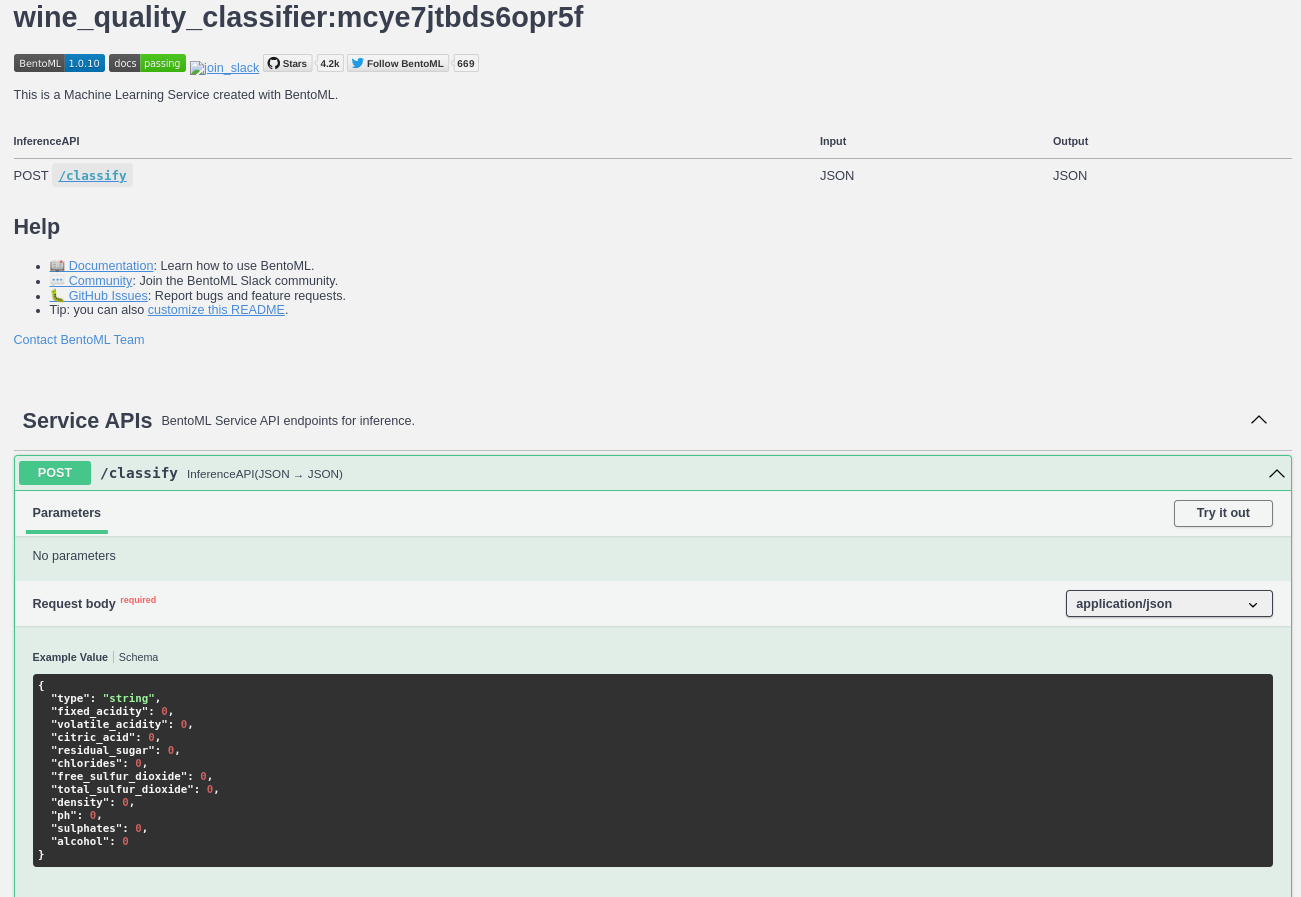 wine_quality_classifier:mcye7jtbds6opr5f
BentoML 1.0.10 docs passing join_slack Stars 4.2k Follow BentoML 669
This is a Machine Learning Service created with BentoML.
InferenceAPI Input Output
POST /classify JSON JSON
Help
• 📖 Documentation: Learn how to use BentoML.
• 💬 Community: Join the BentoML Slack community.
• 🐛 GitHub Issues: Report bugs and feature requests.
• Tip: you can also customize this README.
Contact BentoML Team
Service APIs BentoML Service API endpoints for inference.
POST /classify InferenceAPI(JSON → JSON)
Parameters Try it out
No parameters
Request body required application/json
Example Value Schema
{
"type": "string",
"fixed_acidity": 0,
"volatile_acidity": 0,
"citric_acid": 0,
"residual_sugar": 0,
"chlorides": 0,
"free_sulfur_dioxide": 0,
"total_sulfur_dioxide": 0,
"density": 0,
"ph": 0,
"sulphates": 0,
"alcohol": 0
}